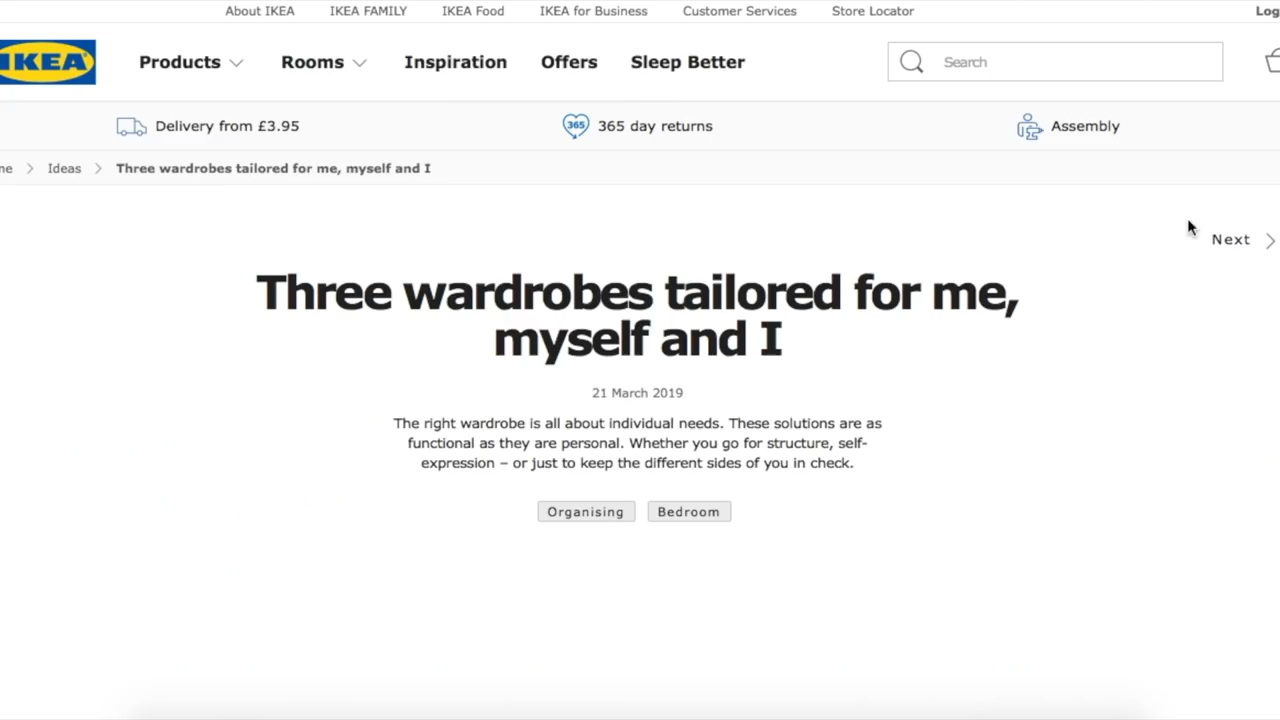 About IKEA IKEA FAMILY IKEA Food IKEA for Business Customer Services Store Locator
IKEA Products Rooms Inspiration Offers Sleep Better Search
Delivery from £3.95 365 365 day returns Assembly
Ideas Three wardrobes tailored for me, myself and I
Next
Three wardrobes tailored for me,
myself and I
21 March 2019
The right wardrobe is all about individual needs. These solutions are as
functional as they are personal. Whether you go for structure, self-
expression – or just to keep the different sides of you in check.
Organising Bedroom